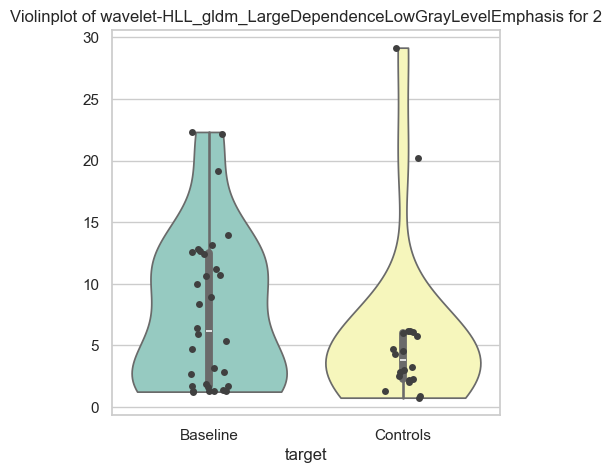 Violinplot of wavelet-HLL_gldm_LargeDependenceLowGrayLevelEmphasis for 2
30
25
20
15
10
5
0
Baseline
Controls
target